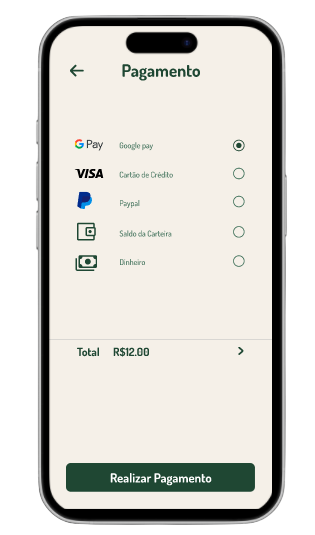 Pagamento
G Pay Google pay
VISA Cartão de Crédito
Paypal
Saldo da Carteira
Dinheiro
Total R$12.00
Realizar Pagamento